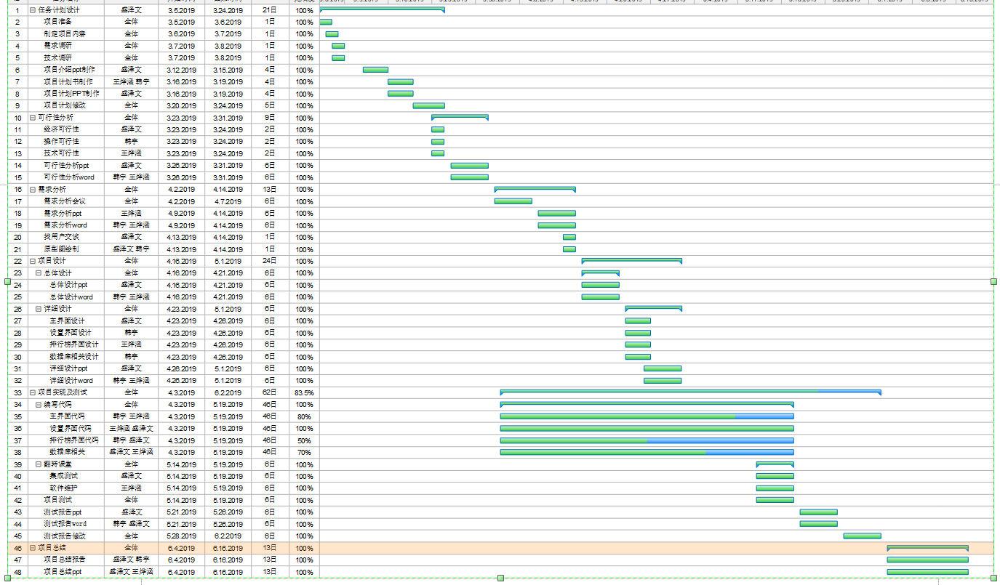 1 任务计划设计 盛泽文 3.5.2019 3.24.2019 21日 100%
2 项目准备 全体 3.5.2019 3.6.2019 1日 100%
3 制定项目内容 全体 3.6.2019 3.7.2019 1日 100%
4 需求调研 全体 3.7.2019 3.8.2019 1日 100%
5 技术调研 全体 3.7.2019 3.8.2019 1日 100%
6 项目介绍ppt制作 盛泽文 3.12.2019 3.15.2019 4日 100%
7 项目计划书制作 王烨涵 韩宇 3.16.2019 3.19.2019 4日 100%
8 项目计划PPT制作 盛泽文 3.16.2019 3.19.2019 4日 100%
9 项目计划修改 全体 3.20.2019 3.24.2019 5日 100%
10 可行性分析 全体 3.23.2019 3.31.2019 9日 100%
11 经济可行性 盛泽文 3.23.2019 3.24.2019 2日 100%
12 操作可行性 韩宇 3.23.2019 3.24.2019 2日 100%
13 技术可行性 王烨涵 3.23.2019 3.24.2019 2日 100%
14 可行性分析ppt 盛泽文 3.26.2019 3.31.2019 6日 100%
15 可行性分析word 韩宇 王烨涵 3.26.2019 3.31.2019 6日 100%
16 需求分析 全体 4.2.2019 4.14.2019 13日 100%
17 需求分析会议 全体 4.2.2019 4.7.2019 6日 100%
18 需求分析ppt 王烨涵 4.9.2019 4.14.2019 6日 100%
19 需求分析word 韩宇 王烨涵 4.9.2019 4.14.2019 6日 100%
20 找用户交谈 盛泽文 4.13.2019 4.14.2019 1日 100%
21 原型图绘制 盛泽文 韩宇 4.13.2019 4.14.2019 1日 100%
22 项目设计 全体 4.16.2019 5.1.2019 24日 100%
23 总体设计 全体 4.16.2019 4.21.2019 6日 100%
24 总体设计ppt 盛泽文 4.16.2019 4.21.2019 6日 100%
25 总体设计word 韩宇 王烨涵 4.16.2019 4.21.2019 6日 100%
26 详细设计 全体 4.23.2019 5.1.2019 6日 100%
27 主界面设计 盛泽文 4.23.2019 4.26.2019 6日 100%
28 设置界面设计 韩宇 4.23.2019 4.26.2019 6日 100%
29 排行榜界面设计 王烨涵 4.23.2019 4.26.2019 6日 100%
30 数据库相关设计 韩宇 4.23.2019 4.26.2019 6日 100%
31 详细设计ppt 盛泽文 4.26.2019 5.1.2019 6日 100%
32 详细设计word 韩宇 王烨涵 4.26.2019 5.1.2019 6日 100%
33 项目实现及测试 全体 4.3.2019 6.2.2019 62日 83.5%
34 编写代码 全体 4.3.2019 5.19.2019 46日 100%
35 主界面代码 韩宇 王烨涵 4.3.2019 5.19.2019 46日 80%
36 设置界面代码 王烨涵 盛泽文 4.3.2019 5.19.2019 46日 100%
37 排行榜界面代码 韩宇 盛泽文 4.3.2019 5.19.2019 46日 50%
38 数据库相关 盛泽文 王烨涵 4.3.2019 5.19.2019 46日 70%
39 翻转课堂 全体 5.14.2019 5.19.2019 6日 100%
40 集成测试 盛泽文 5.14.2019 5.19.2019 6日 100%
41 软件维护 王烨涵 5.14.2019 5.19.2019 6日 100%
42 项目测试 全体 5.14.2019 5.19.2019 6日 100%
43 测试报告ppt 盛泽文 5.21.2019 5.26.2019 6日 100%
44 测试报告word 韩宇 盛泽文 5.21.2019 5.26.2019 6日 100%
45 测试报告修改 全体 5.28.2019 6.2.2019 6日 100%
46 项目总结 全体 6.4.2019 6.16.2019 13日 100%
47 项目总结报告 盛泽文 韩宇 6.4.2019 6.16.2019 13日 100%
48 项目总结ppt 盛泽文 王烨涵 6.4.2019 6.16.2019 13日 100%